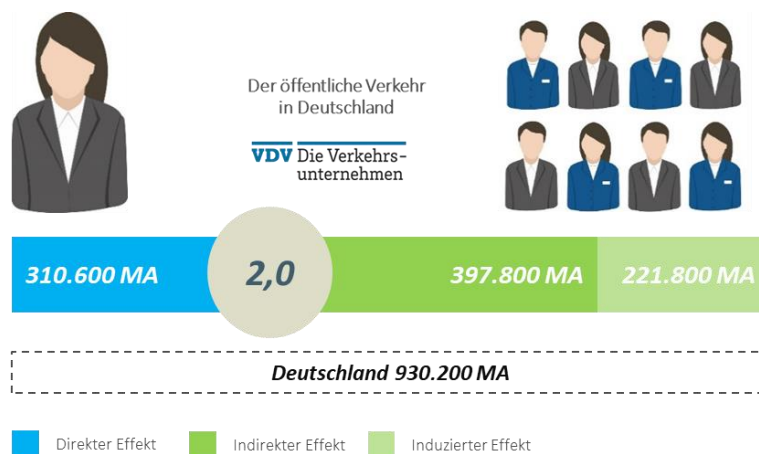 Der öffentliche Verkehr
in Deutschland
VDV Die Verkehrs-
unternehmen
310.600 MA
2,0
397.800 MA
221.800 MA
Deutschland 930.200 MA
Direkter Effekt
Indirekter Effekt
Induzierter Effekt